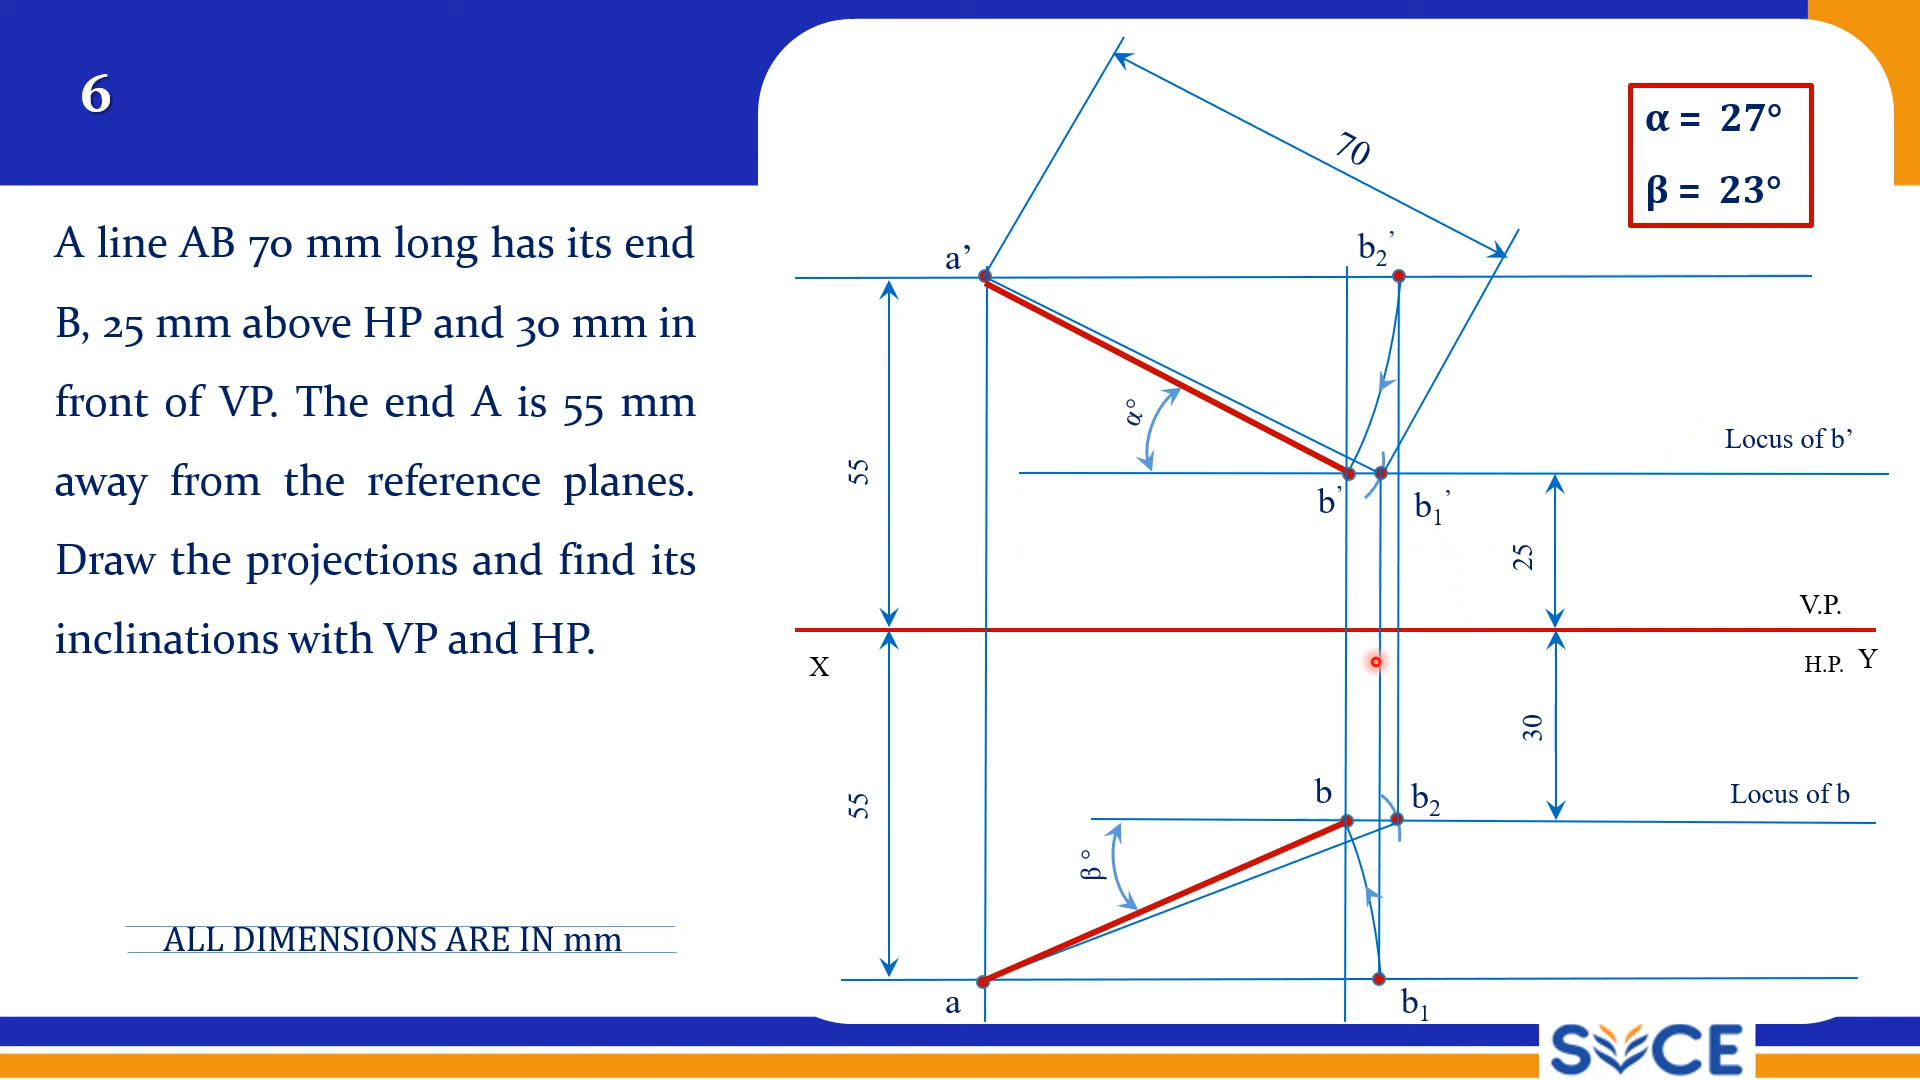 6
A line AB 70 mm long has its end
B, 25 mm above HP and 30 mm in
front of VP. The end A is 55 mm
away from the reference planes.
Draw the projections and find its
inclinations with VP and HP.
ALL DIMENSIONS ARE IN mm
α = 27°
β = 23°
70
a’
b₂’
α°
55
Locus of b’
b’
b₁’
25
V.P.
X
H.P. Y
30
55
b
b₂
Locus of b
β°
a
b₁
SVCE